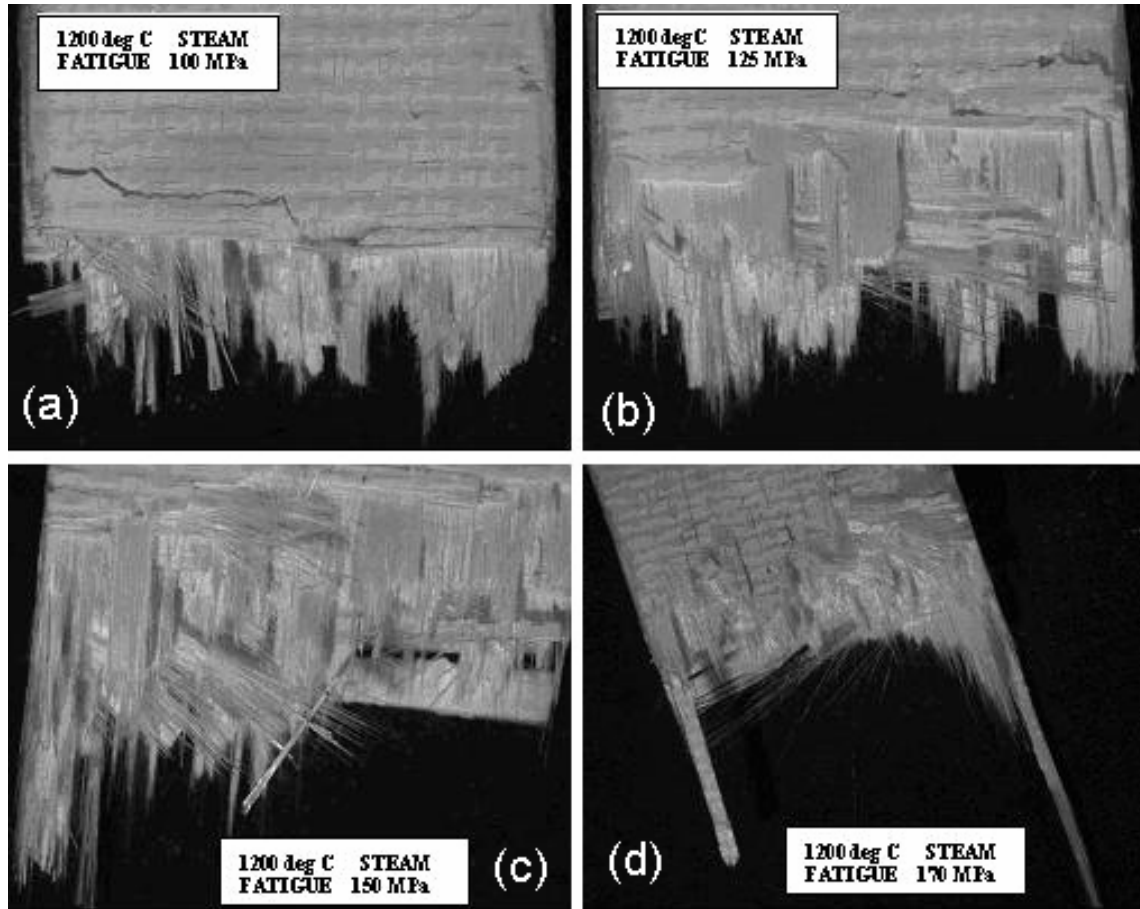 1200 deg C STEAM
FATIGUE 100 MPa
(a)
1200 deg C STEAM
FATIGUE 125 MPa
(b)
1200 deg C STEAM
FATIGUE 150 MPa
(c)
1200 deg C STEAM
FATIGUE 170 MPa
(d)